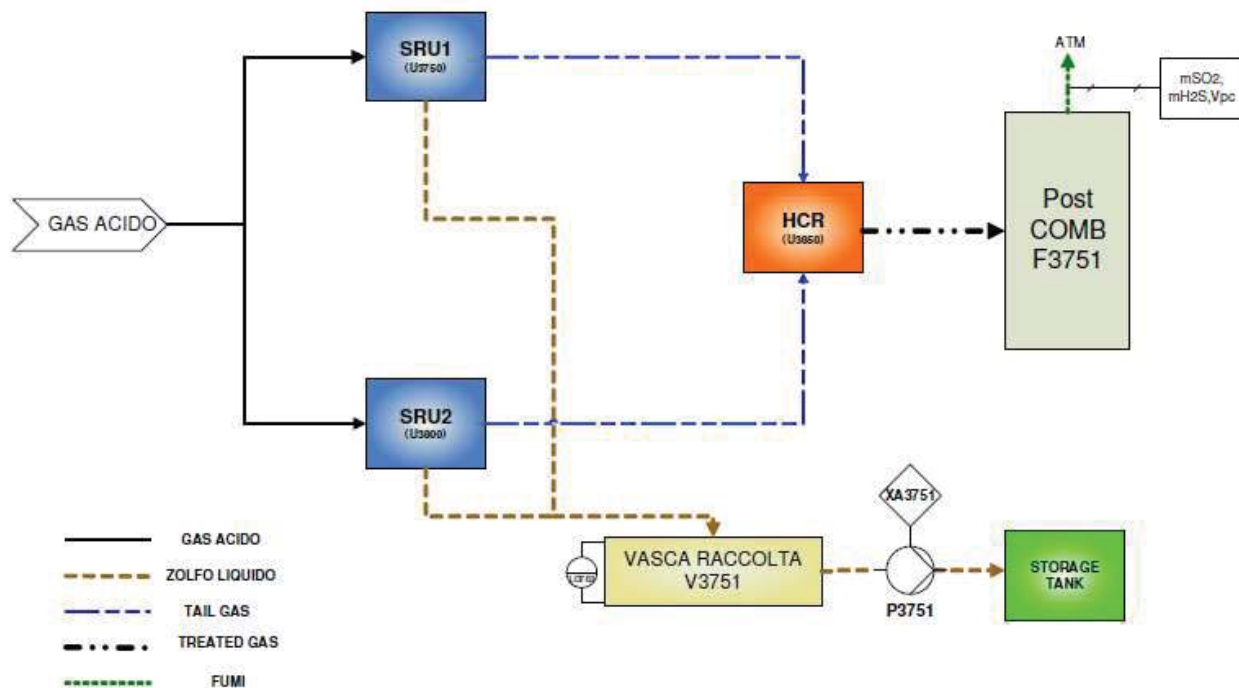 SRU1
(U3750)
ATM
mSO2,
mH2S,Vpc
GAS ACIDO
HCR
(U3850)
Post
COMB
F3751
SRU2
(U3800)
XA3751
GAS ACIDO
ZOLFO LIQUIDO
TAIL GAS
TREATED GAS
FUMI
VASCA RACCOLTA
V3751
P3751
STORAGE
TANK